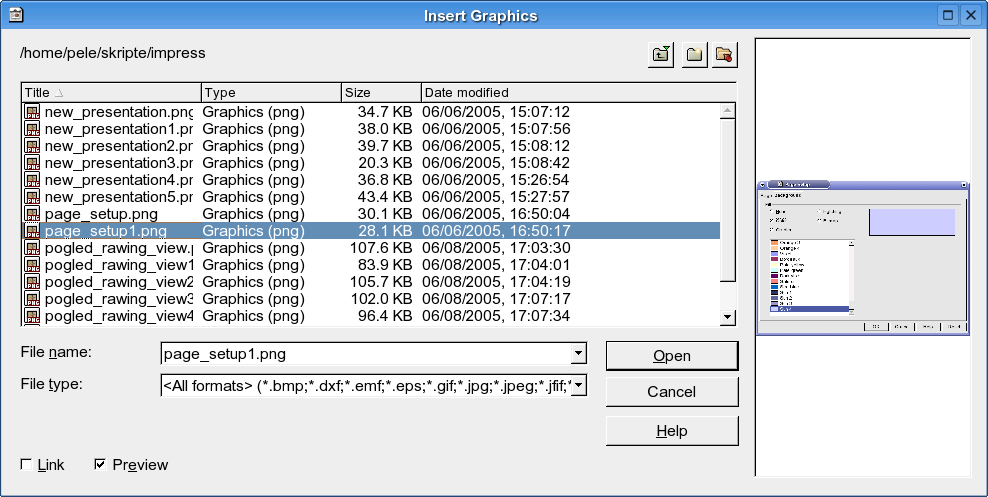 Insert Graphics
/home/pele/skripte/impress
Title Type Size Date modified
new_presentation.png Graphics (png) 34.7 KB 06/06/2005, 15:07:12
new_presentation1.pr Graphics (png) 38.0 KB 06/06/2005, 15:07:56
new_presentation2.pr Graphics (png) 39.7 KB 06/06/2005, 15:08:12
new_presentation3.pr Graphics (png) 20.3 KB 06/06/2005, 15:08:42
new_presentation4.pr Graphics (png) 36.8 KB 06/06/2005, 15:26:54
new_presentation5.pr Graphics (png) 43.4 KB 06/06/2005, 15:27:57
page_setup.png Graphics (png) 30.1 KB 06/06/2005, 16:50:04
page_setup1.png Graphics (png) 28.1 KB 06/06/2005, 16:50:17
pogled_rawing_view.p Graphics (png) 107.6 KB 06/08/2005, 17:03:30
pogled_rawing_view1 Graphics (png) 83.9 KB 06/08/2005, 17:04:01
pogled_rawing_view2 Graphics (png) 105.7 KB 06/08/2005, 17:04:19
pogled_rawing_view3 Graphics (png) 102.0 KB 06/08/2005, 17:07:17
pogled_rawing_view4 Graphics (png) 96.4 KB 06/08/2005, 17:07:34
File name: page_setup1.png Open
File type: <All formats> (*.bmp;*.dxf;*.emf;*.eps;*.gif;*.jpg;*.jpeg;*.jfif;* Cancel
Help
Link Preview
Page setup
Page Background
Fill
OK Cancel Help Reset